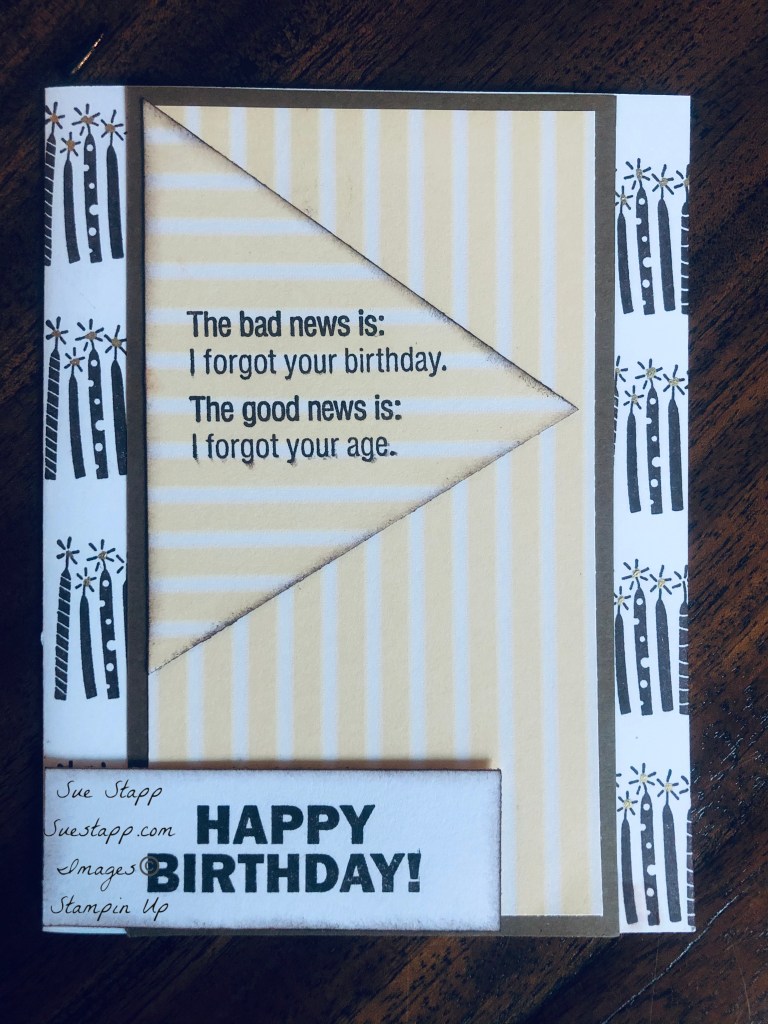 The bad news is:
I forgot your birthday.
The good news is:
I forgot your age.
HAPPY
BIRTHDAY!
Sue Stapp
Suestapp.com
Images©
Stampin Up